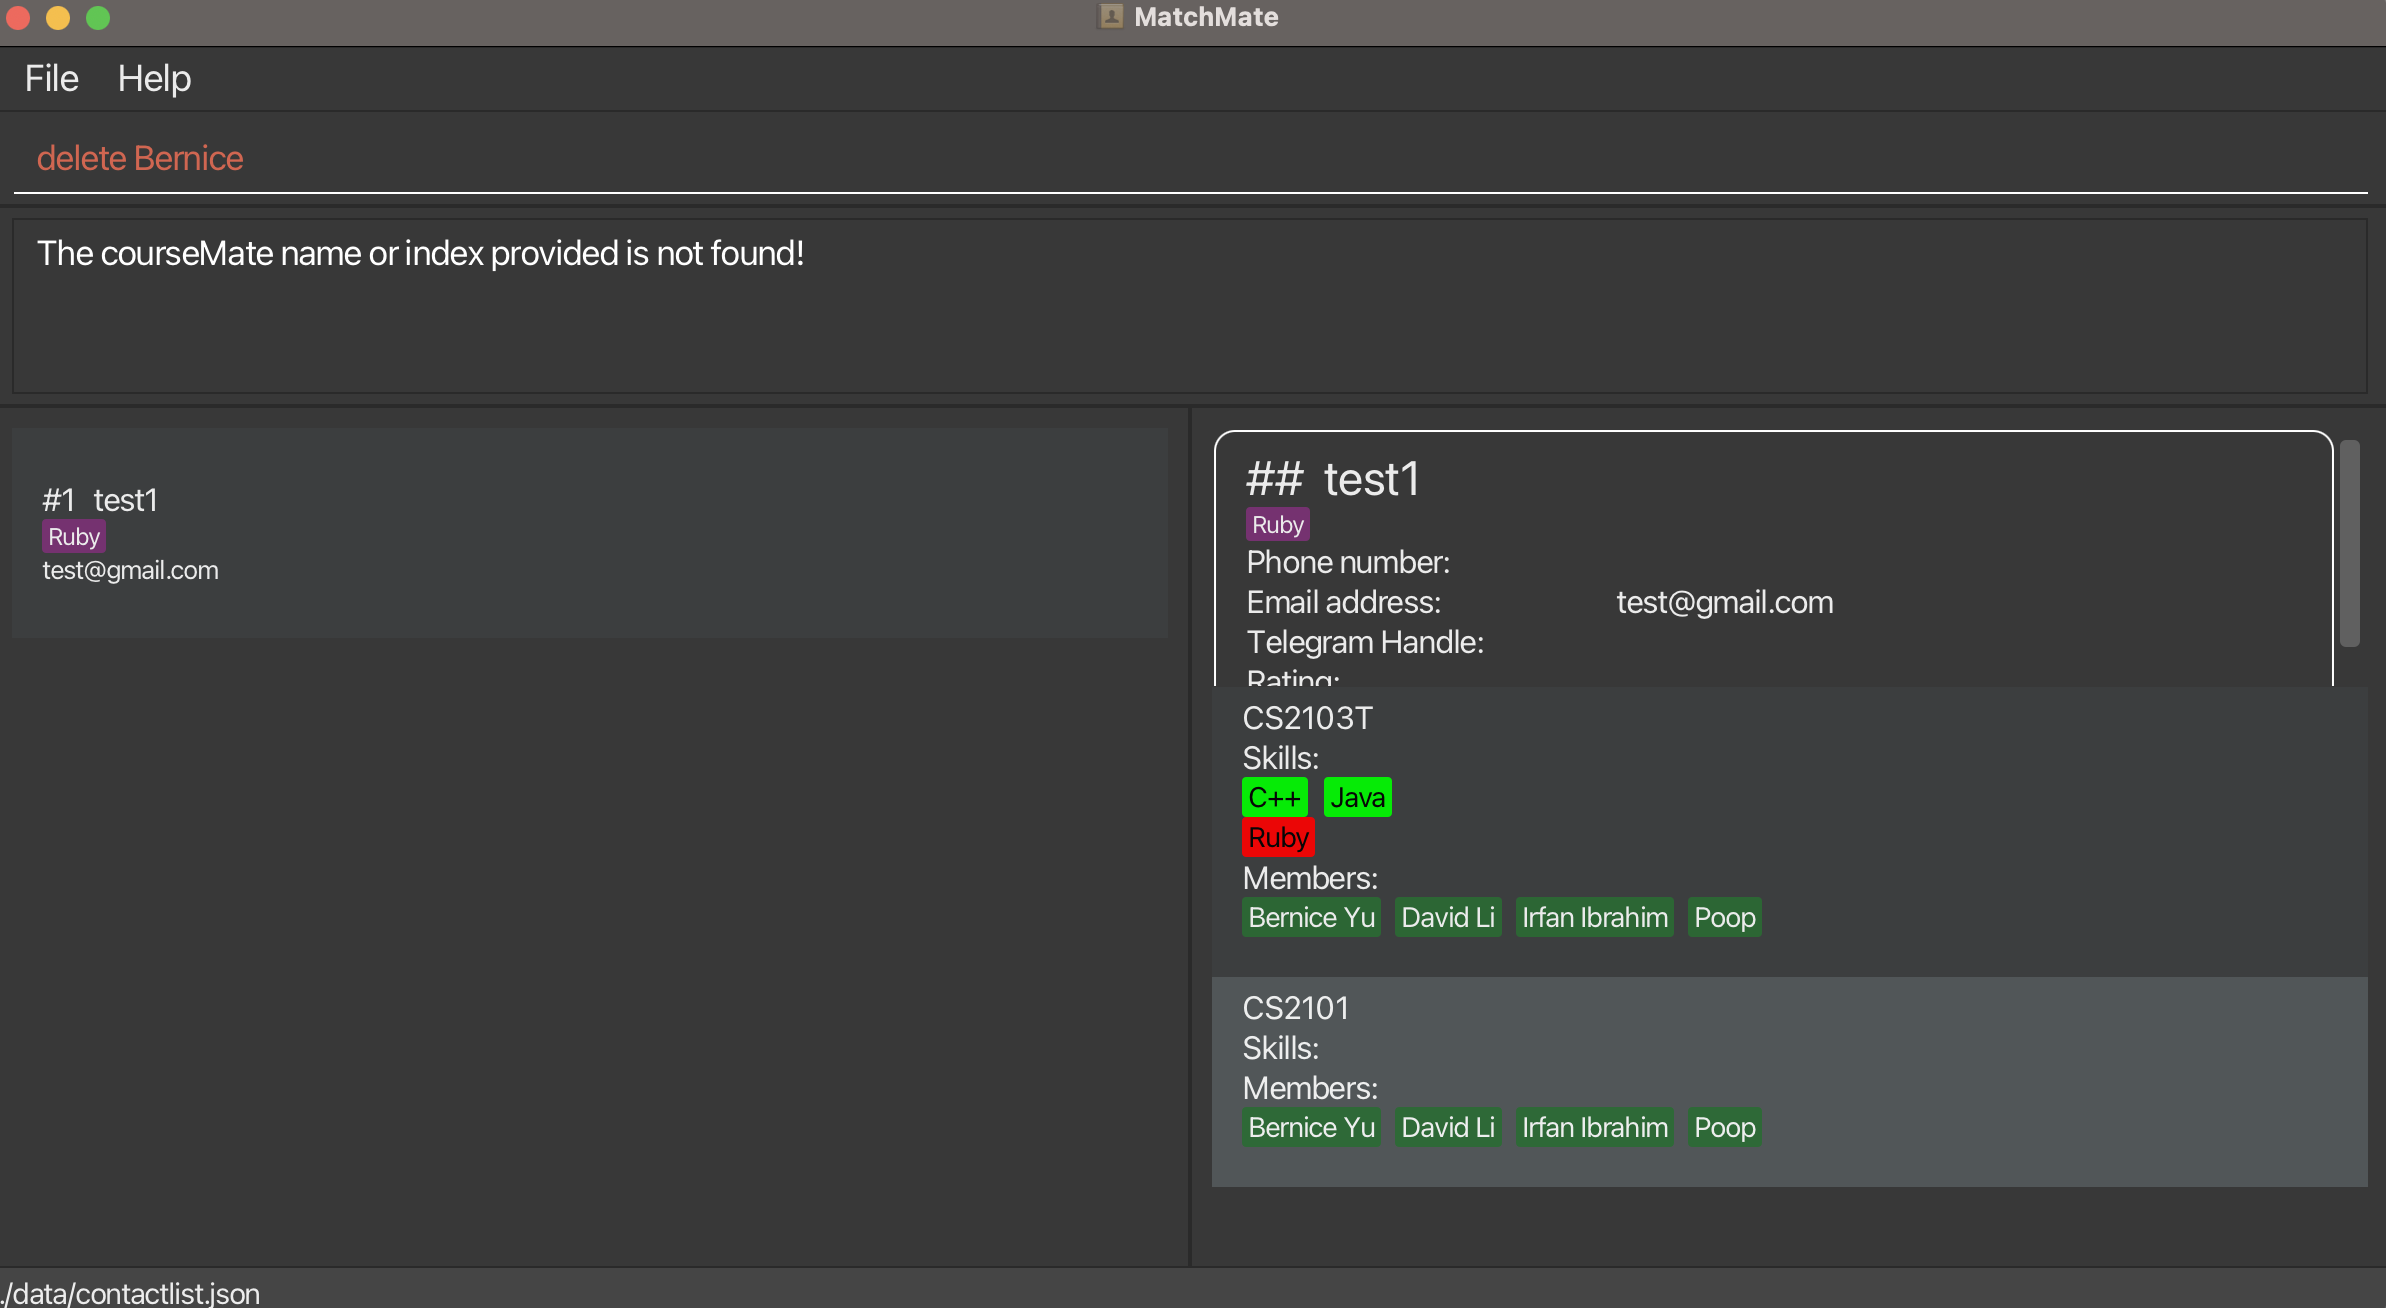 MatchMate
File Help
delete Bernice
The courseMate name or index provided is not found!
#1 test1
Ruby
test@gmail.com
## test1
Ruby
Phone number:
Email address: test@gmail.com
Telegram Handle:
Rating:
CS2103T
Skills:
C++ Java
Ruby
Members:
Bernice Yu David Li Irfan Ibrahim Poop
CS2101
Skills:
Members:
Bernice Yu David Li Irfan Ibrahim Poop
./data/contactlist.json